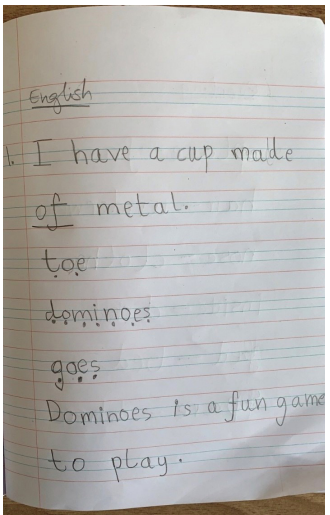 English
1. I have a cup made
of metal.
toe
dominoes
goes
Dominoes is a fun game
to play.